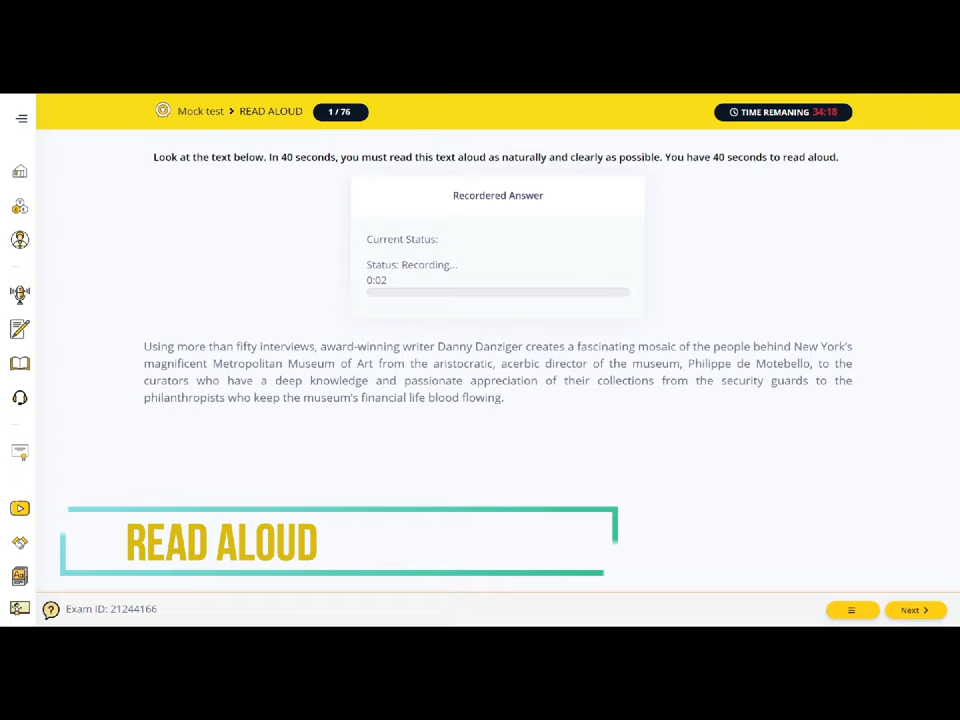 Mock test > READ ALOUD 1 / 76 TIME REMANING 34:18
Look at the text below. In 40 seconds, you must read this text aloud as naturally and clearly as possible. You have 40 seconds to read aloud.
Recordered Answer
Current Status:
Status: Recording...
0:02
Using more than fifty interviews, award-winning writer Danny Danziger creates a fascinating mosaic of the people behind New York's
magnificent Metropolitan Museum of Art from the aristocratic, acerbic director of the museum, Philippe de Motebello, to the
curators who have a deep knowledge and passionate appreciation of their collections from the security guards to the
philanthropists who keep the museum's financial life blood flowing.
READ ALOUD
Exam ID: 21244166
Next >